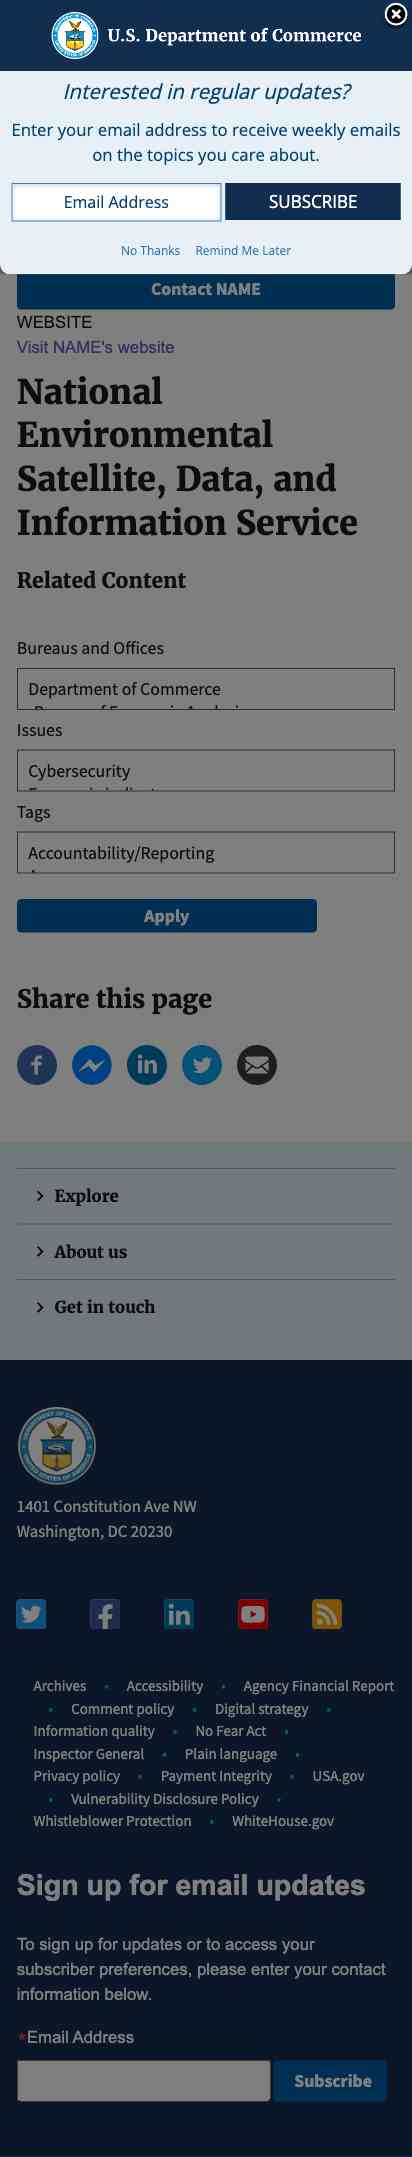 U.S. Department of Commerce
Interested in regular updates?
Enter your email address to receive weekly emails
on the topics you care about.
Email Address
SUBSCRIBE
No Thanks Remind Me Later
Contact NAME
WEBSITE
Visit NAME's website
National
Environmental
Satellite, Data, and
Information Service
Related Content
Bureaus and Offices
Department of Commerce
Issues
Cybersecurity
Tags
Accountability/Reporting
Apply
Share this page
Explore
About us
Get in touch
1401 Constitution Ave NW
Washington, DC 20230
Archives • Accessibility • Agency Financial Report
• Comment policy • Digital strategy •
Information quality • No Fear Act •
Inspector General • Plain language •
Privacy policy • Payment Integrity • USA.gov
• Vulnerability Disclosure Policy •
Whistleblower Protection • WhiteHouse.gov
Sign up for email updates
To sign up for updates or to access your
subscriber preferences, please enter your contact
information below.
*Email Address
Subscribe